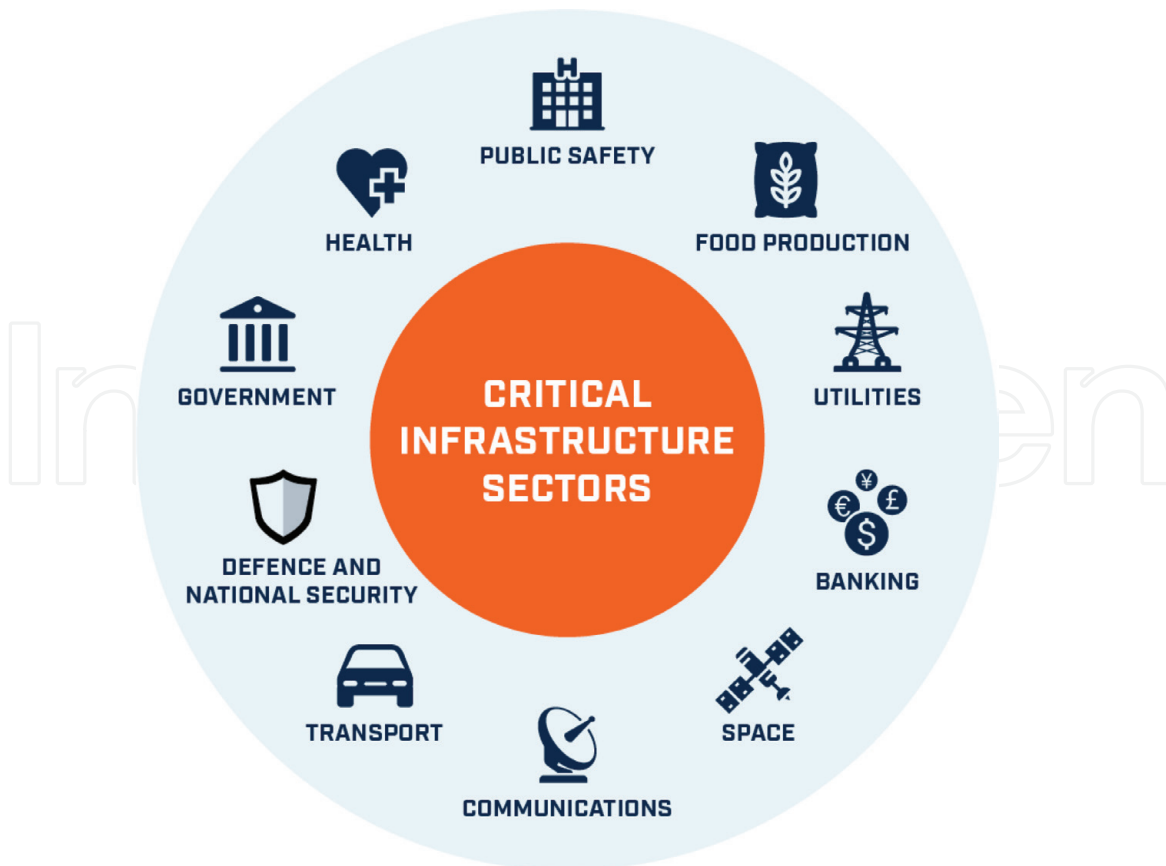 PUBLIC SAFETY
HEALTH
FOOD PRODUCTION
GOVERNMENT
CRITICAL
INFRASTRUCTURE
SECTORS
UTILITIES
DEFENCE AND
NATIONAL SECURITY
BANKING
TRANSPORT
SPACE
COMMUNICATIONS
¥
€
£
$
H